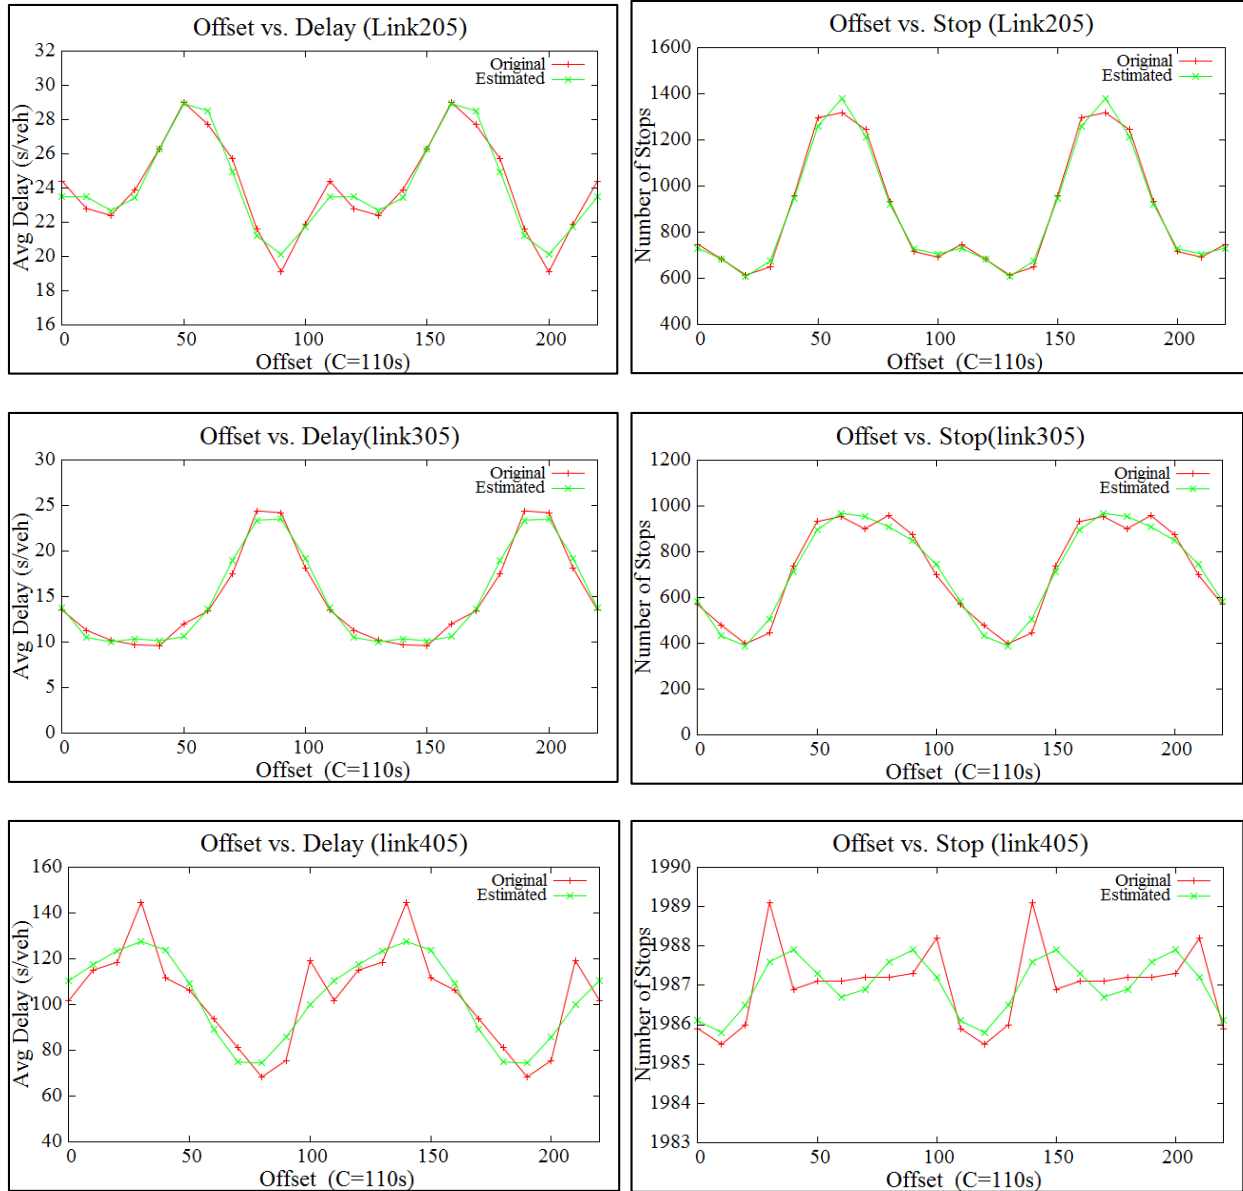 Offset vs. Delay (Link205)
Original
Estimated
Avg Delay (s/veh)
32
30
28
26
24
22
20
18
16
0 50 100 150 200
Offset (C=110s)
Offset vs. Stop (Link205)
Original
Estimated
Number of Stops
1600
1400
1200
1000
800
600
400
0 50 100 150 200
Offset (C=110s)
Offset vs. Delay(link305)
Original
Estimated
Avg Delay (s/veh)
30
25
20
15
10
5
0
0 50 100 150 200
Offset (C=110s)
Offset vs. Stop(link305)
Original
Estimated
Number of Stops
1200
1000
800
600
400
200
0
0 50 100 150 200
Offset (C=110s)
Offset vs. Delay (link405)
Original
Estimated
Avg Delay (s/veh)
160
140
120
100
80
60
40
0 50 100 150 200
Offset (C=110s)
Offset vs. Stop (link405)
Original
Estimated
Number of Stops
1990
1989
1988
1987
1986
1985
1984
1983
0 50 100 150 200
Offset (C=110s)